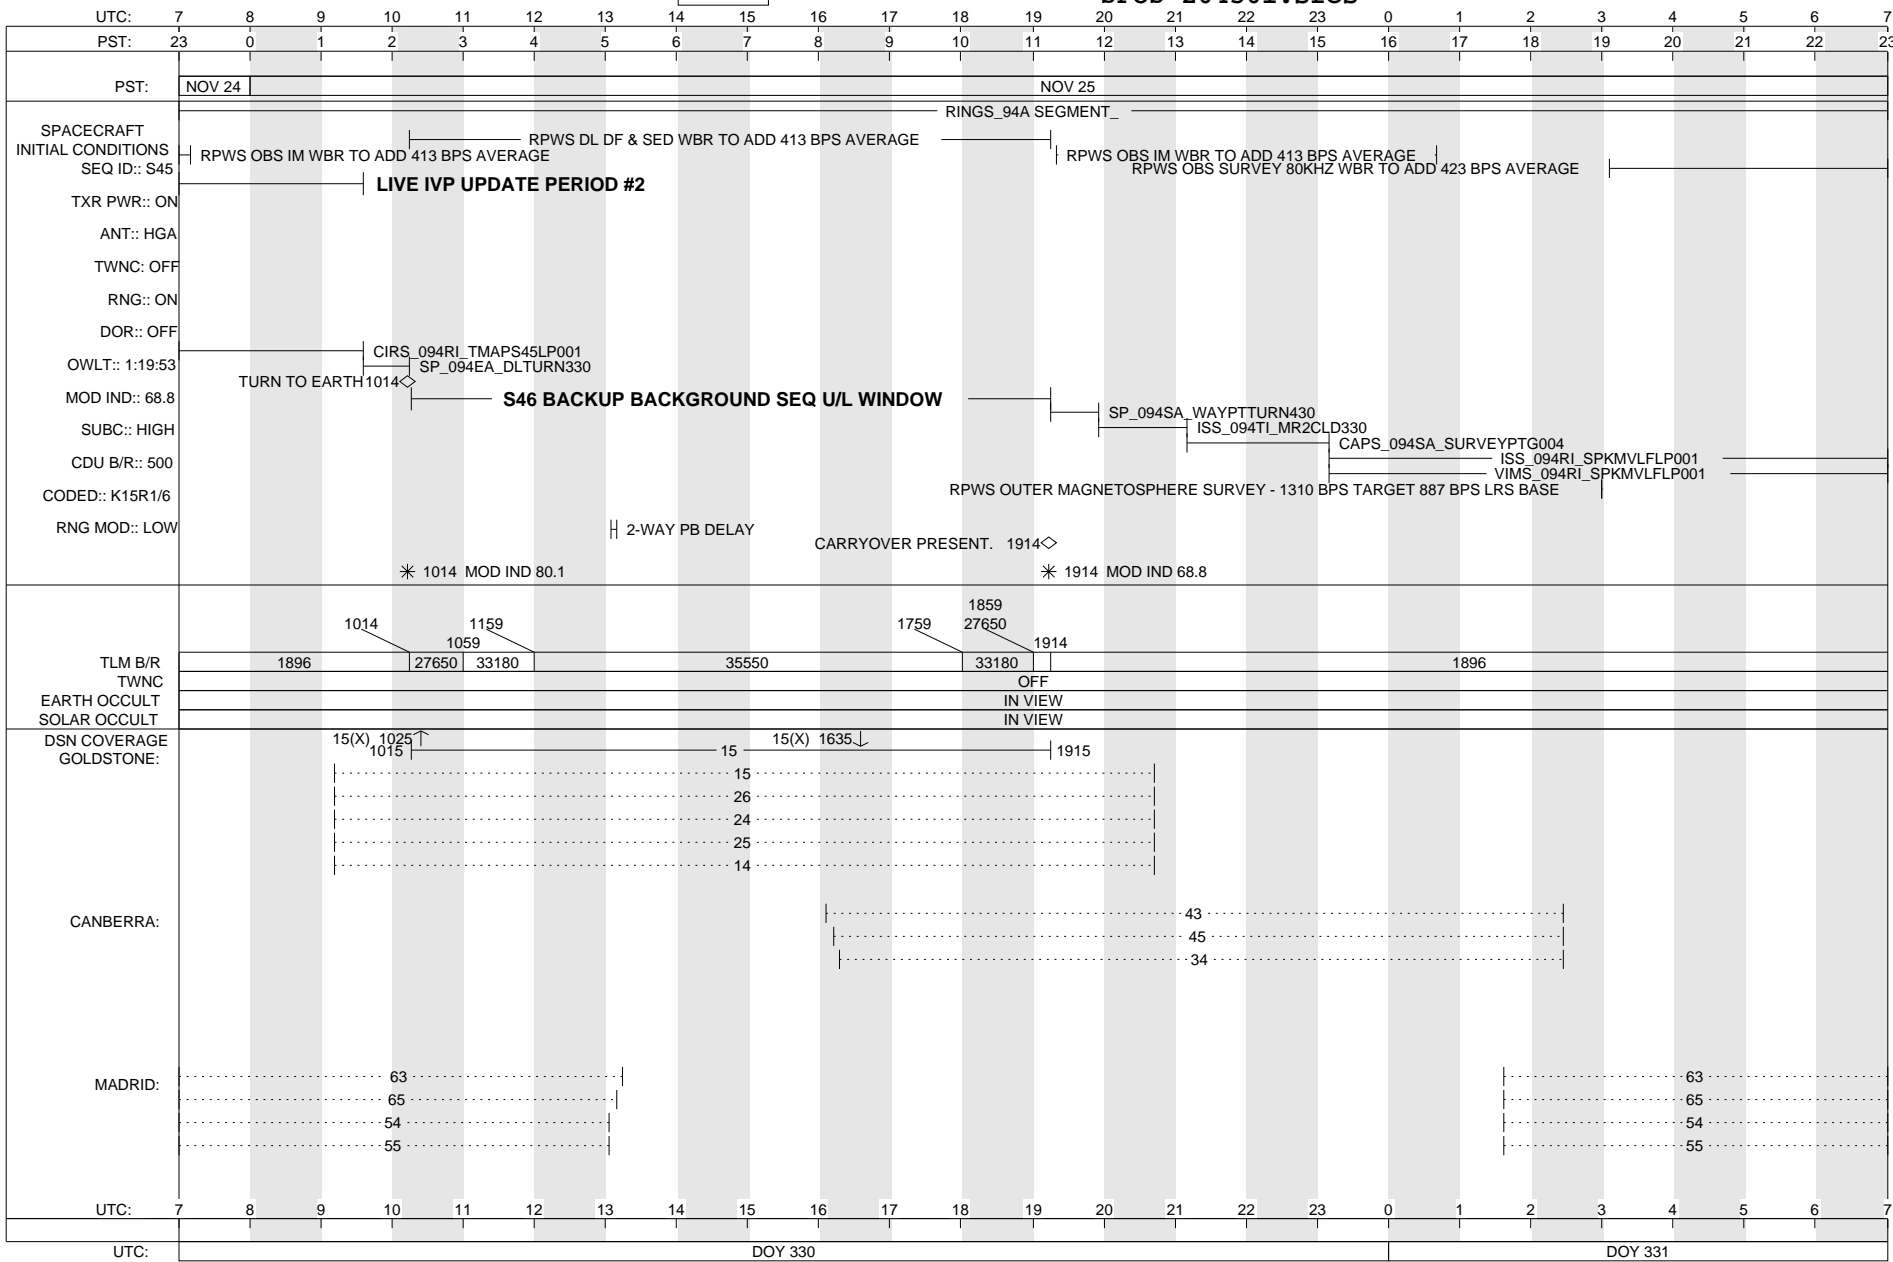 UTC: 7 8 9 10 11 12 13 14 15 16 17 18 19 20 21 22 23 0 1 2 3 4 5 6 7
PST: 23 0 1 2 3 4 5 6 7 8 9 10 11 12 13 14 15 16 17 18 19 20 21 22 23
PST: NOV 24 NOV 25
RINGS_94A SEGMENT_
SPACECRAFT
INITIAL CONDITIONS
SEQ ID:: S45
RPWS DL DF & SED WBR TO ADD 413 BPS AVERAGE
RPWS OBS IM WBR TO ADD 413 BPS AVERAGE
RPWS OBS IM WBR TO ADD 413 BPS AVERAGE
RPWS OBS SURVEY 80KHZ WBR TO ADD 423 BPS AVERAGE
LIVE IVP UPDATE PERIOD #2
TXR PWR:: ON
ANT:: HGA
TWNC: OFF
RNG:: ON
DOR:: OFF
CIRS_094RI_TMAPS45LP001
OWLT:: 1:19:53
SP_094EA_DLTURN330
TURN TO EARTH 1014
MOD IND:: 68.8
S46 BACKUP BACKGROUND SEQ U/L WINDOW
SP_094SA_WAYPTTURN430
SUBC:: HIGH
ISS_094TI_MR2CLD330
CAPS_094SA_SURVEYPTG004
CDU B/R:: 500
ISS_094RI_SPKMVLFLP001
VIMS_094RI_SPKMVLFLP001
CODED:: K15R1/6
RPWS OUTER MAGNETOSPHERE SURVEY - 1310 BPS TARGET 887 BPS LRS BASE
RNG MOD:: LOW
2-WAY PB DELAY
CARRYOVER PRESENT. 1914
1014 MOD IND 80.1
1914 MOD IND 68.8
1859
1014 1159 1759 27650
1059 1914
TLM B/R 1896 27650 33180 35550 33180 1896
TWNC OFF
EARTH OCCULT IN VIEW
SOLAR OCCULT IN VIEW
DSN COVERAGE
15(X) 1025 15(X) 1635
GOLDSTONE:
1015 15 1915
15
26
24
25
14
CANBERRA:
43
45
34
MADRID:
63 63
65 65
54 54
55 55
UTC: 7 8 9 10 11 12 13 14 15 16 17 18 19 20 21 22 23 0 1 2 3 4 5 6 7
UTC: DOY 330 DOY 331